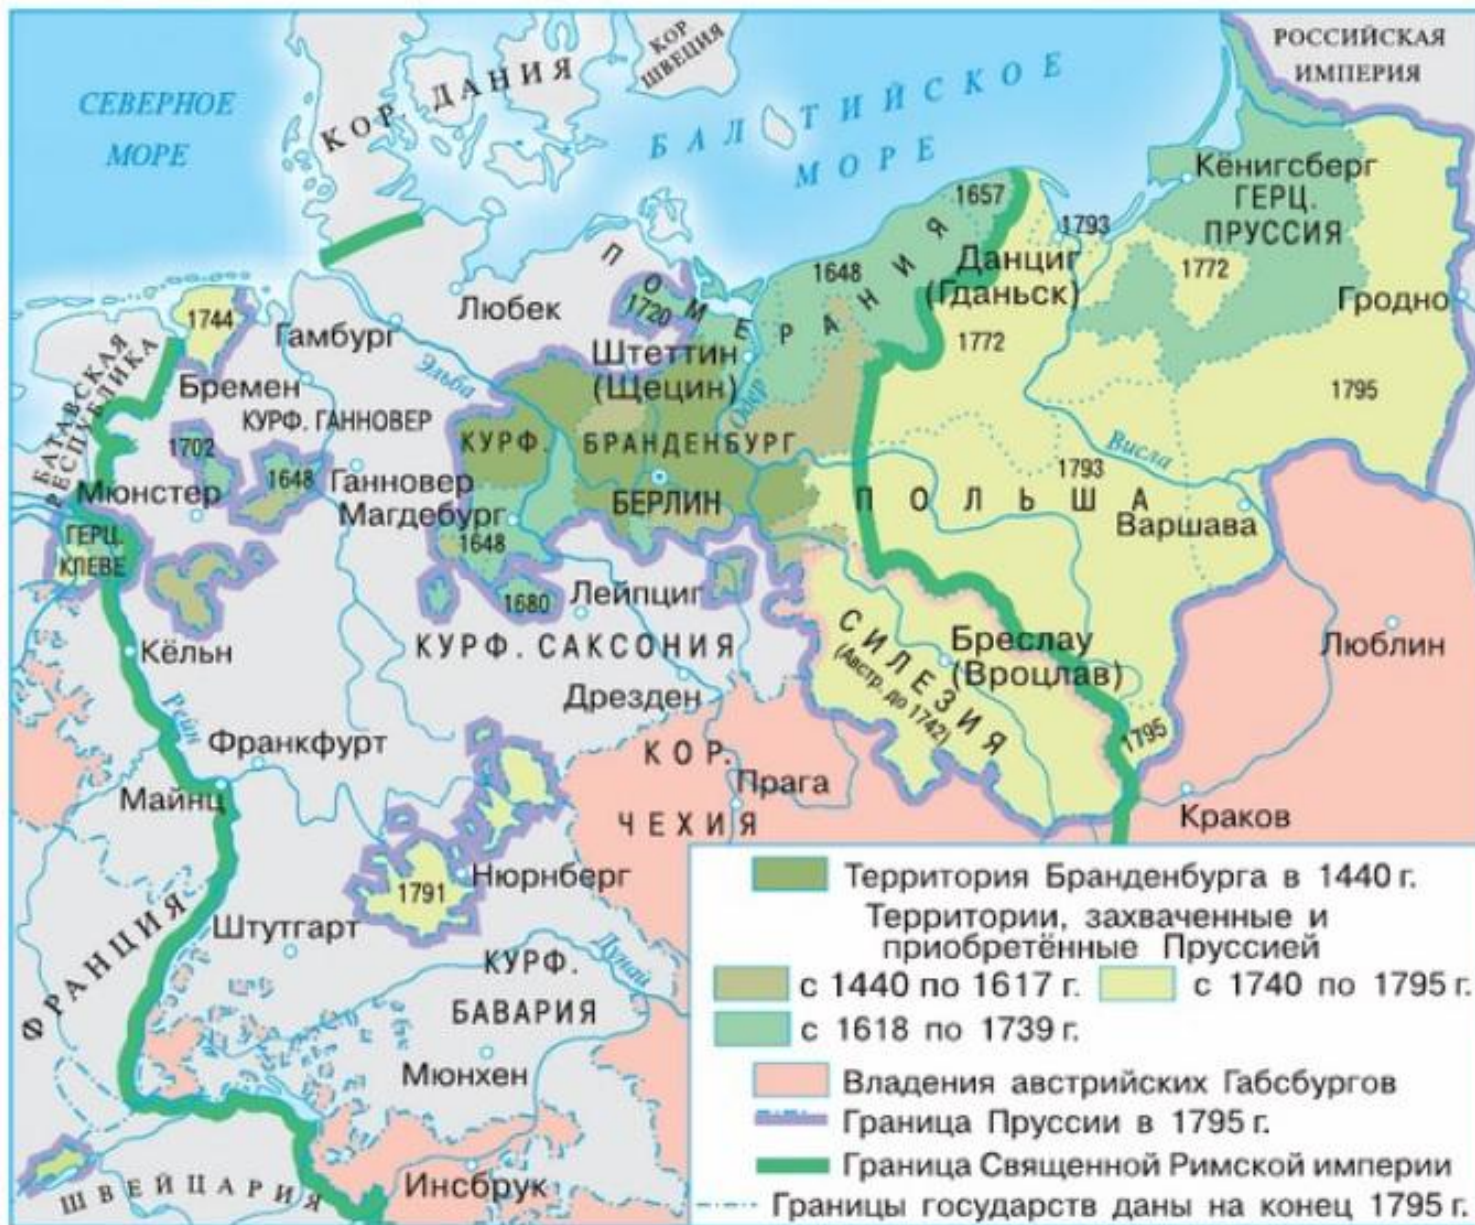 РОССИЙСКАЯ
ИМПЕРИЯ
КОР.
ШВЕЦИЯ
КОР. ДАНИЯ
СЕВЕРНОЕ
МОРЕ
БАЛТИЙСКОЕ
МОРЕ
Кёнигсберг
ГЕРЦ.
ПРУССИЯ
1657
1793
1648
ПОМЕРАНИЯ
Данциг
(Гданьск)
1772
Гродно
1720
Любек
1744
Гамбург
Штеттин
(Щецин)
1772
БАТАВСКАЯ
РЕСПУБЛИКА
Эльба
Одер
Бремен
1795
КУРФ. ГАННОВЕР
КУРФ.
БРАНДЕНБУРГ
1702
Висла
1793
1648
Ганновер
Мюнстер
БЕРЛИН
ПОЛЬША
Магдебург
Варшава
ГЕРЦ.
КЛЕВЕ
1648
1680
Лейпциг
СИЛЕЗИЯ
(Австр. до 1742)
Бреслау
(Вроцлав)
Люблин
КУРФ. САКСОНИЯ
Кёльн
Дрезден
Рейн
1795
Франкфурт
КОР.
Прага
Майнц
ЧЕХИЯ
Краков
Нюрнберг
1791
Штутгарт
ФРАНЦИЯ
КУРФ.
Дунай
БАВАРИЯ
Мюнхен
Инсбрук
ШВЕЙЦАРИЯ
Территория Бранденбурга в 1440 г.
Территории, захваченные и
приобретённые Пруссией
с 1440 по 1617 г.
с 1740 по 1795 г.
с 1618 по 1739 г.
Владения австрийских Габсбургов
Граница Пруссии в 1795 г.
Граница Священной Римской империи
Границы государств даны на конец 1795 г.